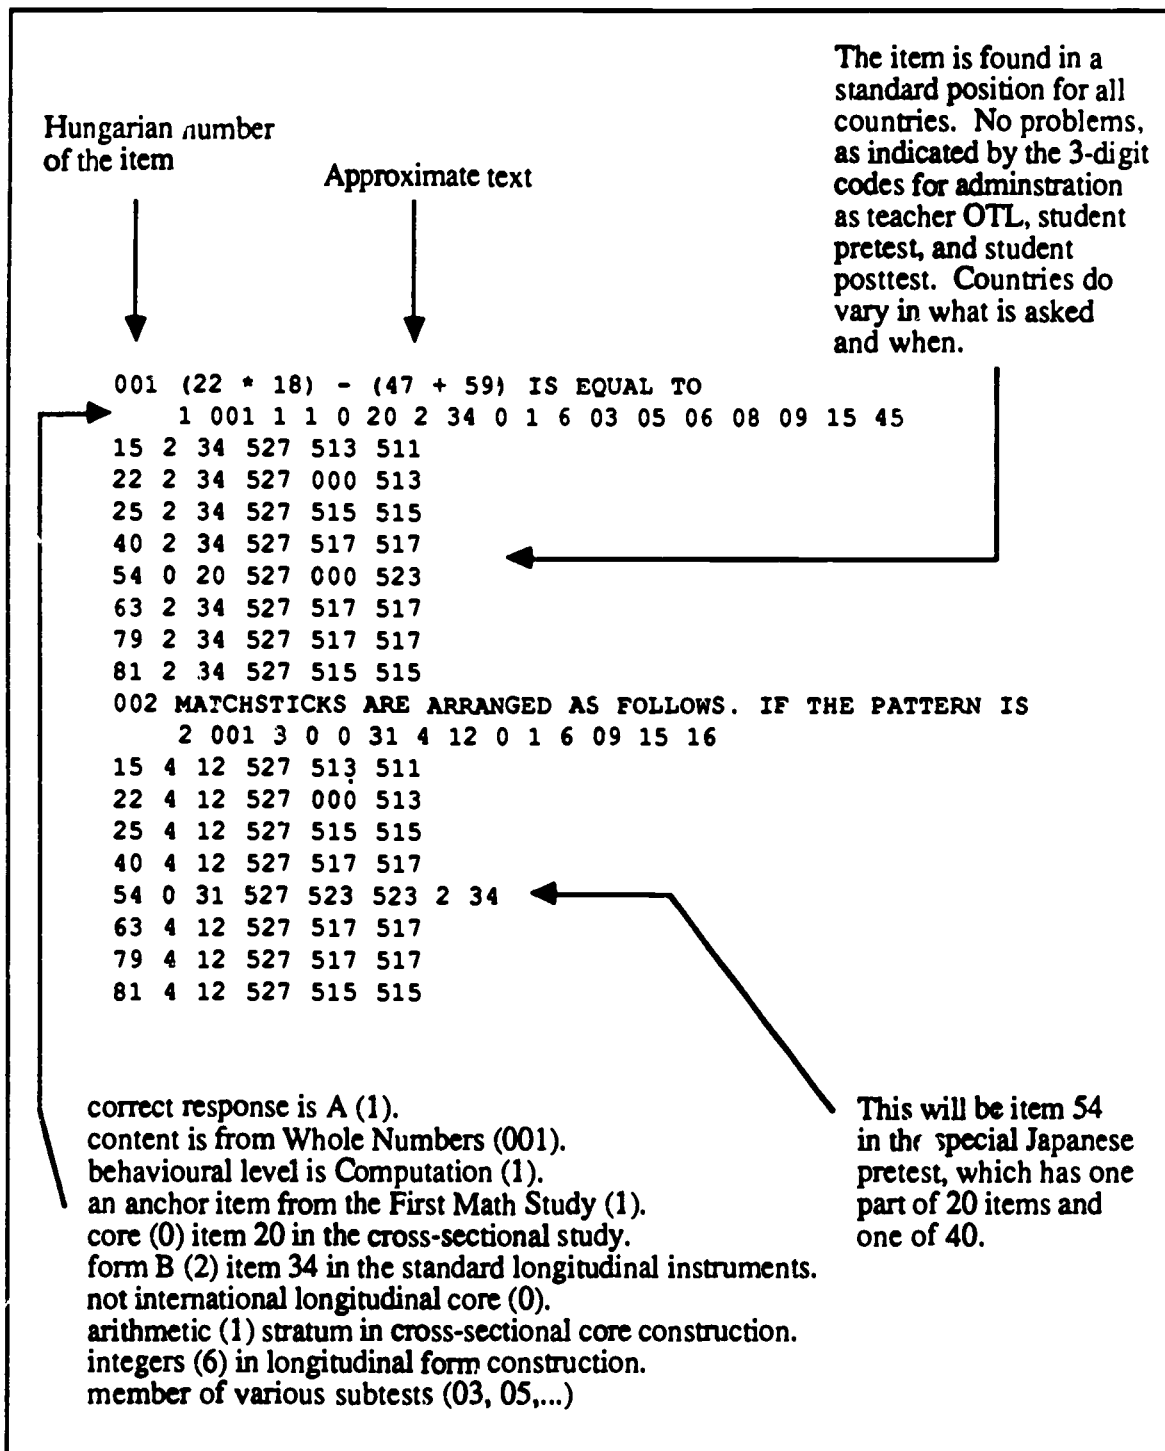 The item is found in a
standard position for all
countries. No problems,
as indicated by the 3-digit
codes for adminstration
as teacher OTL, student
pretest, and student
posttest. Countries do
vary in what is asked
and when.
Hungarian number
of the item
Approximate text
001 (22 * 18) - (47 + 59) IS EQUAL TO
1 001 1 1 0 20 2 34 0 1 6 03 05 06 08 09 15 45
15 2 34 527 513 511
22 2 34 527 000 513
25 2 34 527 515 515
40 2 34 527 517 517
54 0 20 527 000 523
63 2 34 527 517 517
79 2 34 527 517 517
81 2 34 527 515 515
002 MATCHSTICKS ARE ARRANGED AS FOLLOWS. IF THE PATTERN IS
2 001 3 0 0 31 4 12 0 1 6 09 15 16
15 4 12 527 513 511
22 4 12 527 000 513
25 4 12 527 515 515
40 4 12 527 517 517
54 0 31 527 523 523 2 34
63 4 12 527 517 517
79 4 12 527 517 517
81 4 12 527 515 515
correct response is A (1).
content is from Whole Numbers (001).
behavioural level is Computation (1).
an anchor item from the First Math Study (1).
core (0) item 20 in the cross-sectional study.
form B (2) item 34 in the standard longitudinal instruments.
not international longitudinal core (0).
arithmetic (1) stratum in cross-sectional core construction.
integers (6) in longitudinal form construction.
member of various subtests (03, 05,...)
This will be item 54
in the special Japanese
pretest, which has one
part of 20 items and
one of 40.